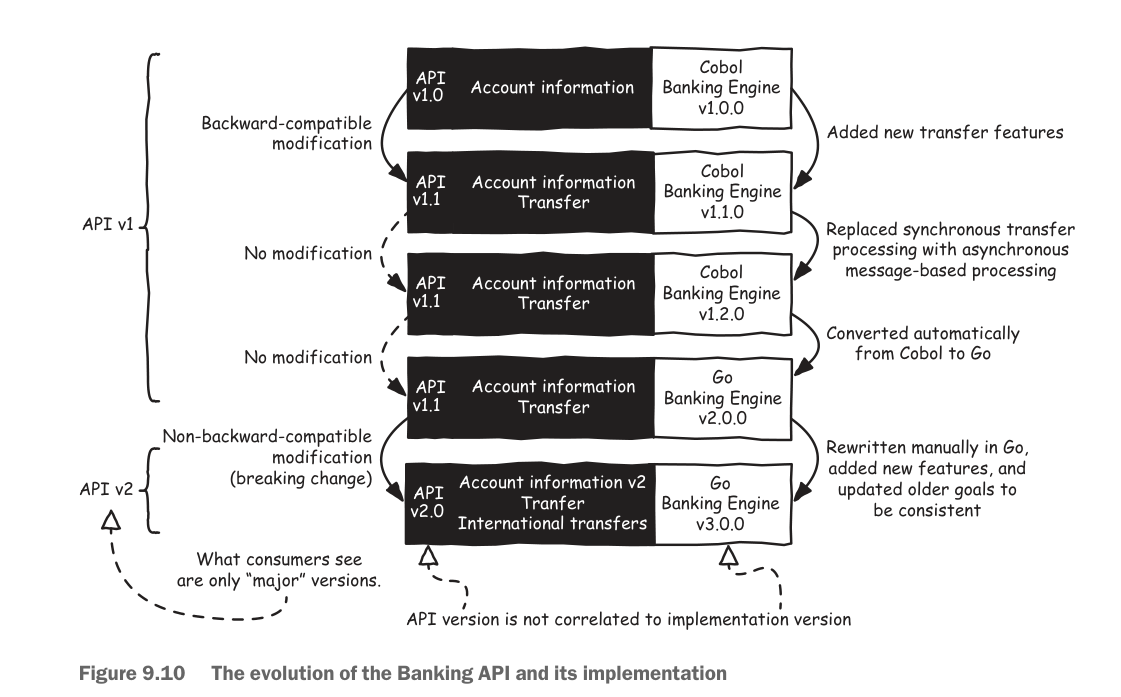 API
v1.0
Account information
Cobol
Banking Engine
v1.0.0
Backward-compatible
modification
Added new transfer features
API
v1.1
Account information
Transfer
Cobol
Banking Engine
v1.1.0
API v1
No modification
Replaced synchronous transfer
processing with asynchronous
message-based processing
API
v1.1
Account information
Transfer
Cobol
Banking Engine
v1.2.0
No modification
Converted automatically
from Cobol to Go
API
v1.1
Account information
Transfer
Go
Banking Engine
v2.0.0
Non-backward-compatible
modification
(breaking change)
Rewritten manually in Go,
added new features, and
updated older goals to
be consistent
API v2
API
v2.0
Account information v2
Tranfer
International transfers
Go
Banking Engine
v3.0.0
What consumers see
are only “major” versions.
API version is not correlated to implementation version
Figure 9.10 The evolution of the Banking API and its implementation